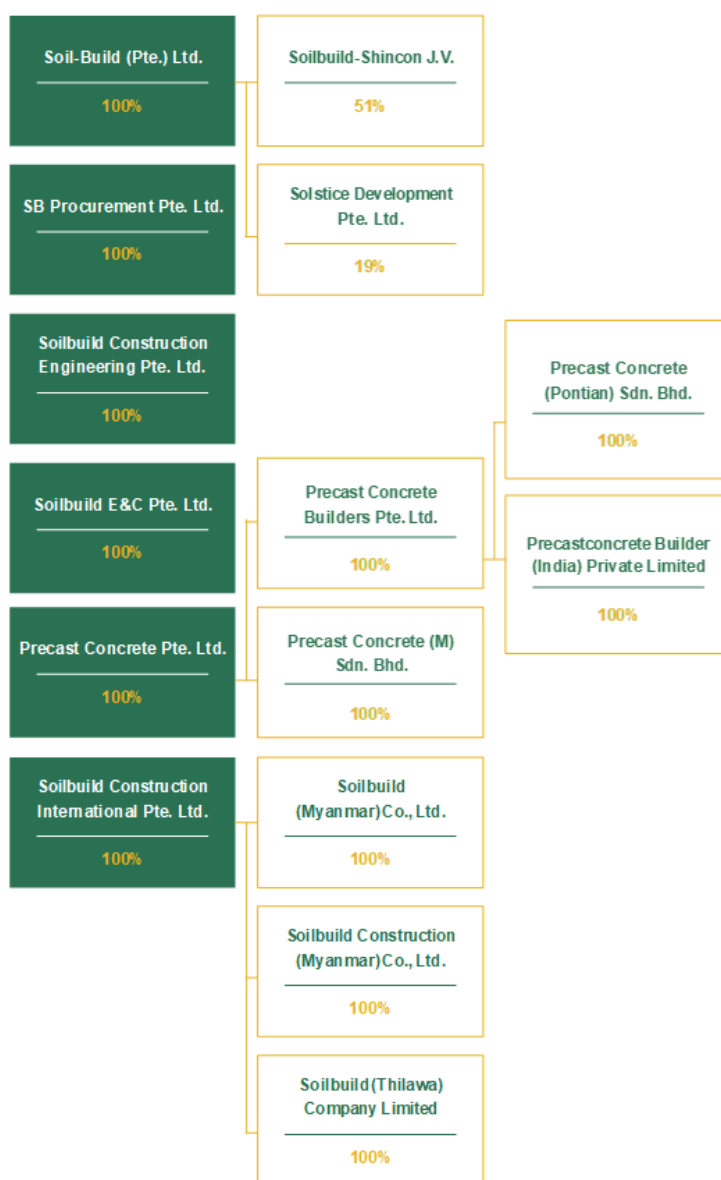 Soil-Build (Pte.) Ltd.
100%
Soilbuild-Shincon J.V.
51%
SB Procurement Pte. Ltd.
100%
Solstice Development
Pte. Ltd.
19%
Soilbuild Construction
Engineering Pte. Ltd.
100%
Precast Concrete
(Pontian) Sdn. Bhd.
100%
Soilbuild E&C Pte. Ltd.
100%
Precast Concrete
Builders Pte. Ltd.
100%
Precastconcrete Builder
(India) Private Limited
100%
Precast Concrete Pte. Ltd.
100%
Precast Concrete (M)
Sdn. Bhd.
100%
Soilbuild Construction
International Pte. Ltd.
100%
Soilbuild
(Myanmar)Co., Ltd.
100%
Soilbuild Construction
(Myanmar)Co., Ltd.
100%
Soilbuild (Thilawa)
Company Limited
100%